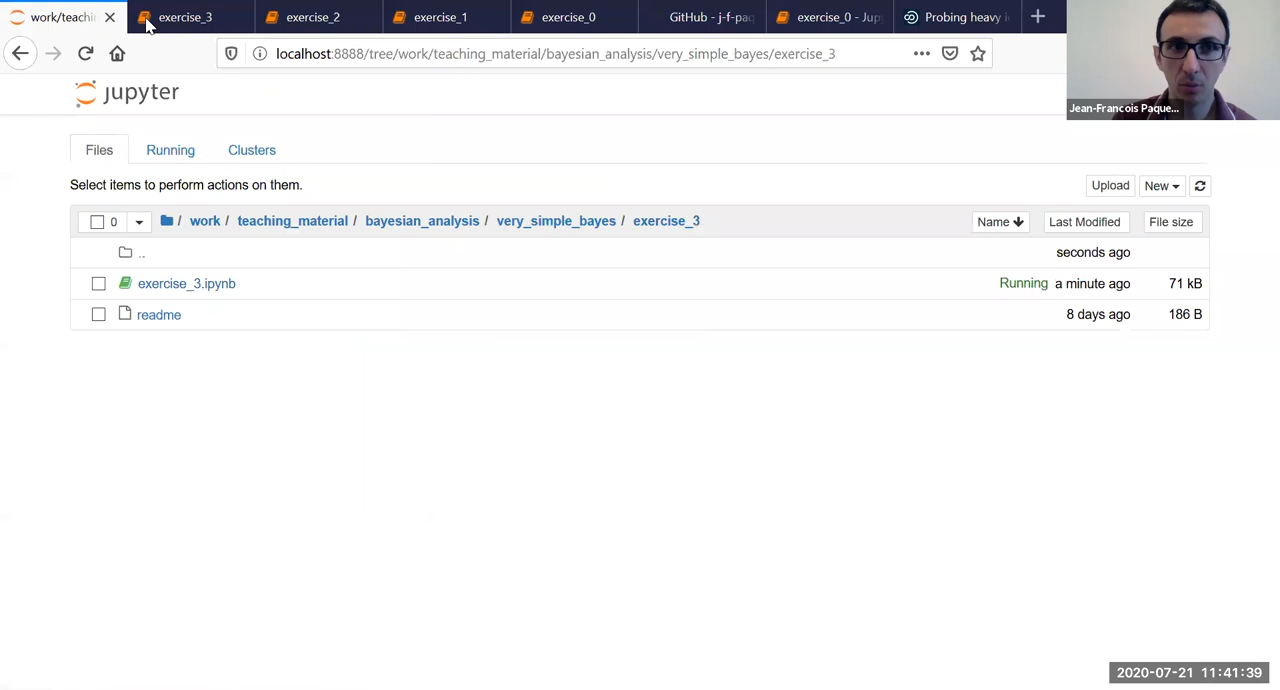 work/teachin exercise_3 exercise_2 exercise_1 exercise_0 GitHub - j-f-paq exercise_0 - Jup Probing heavy i
localhost:8888/tree/work/teaching_material/bayesian_analysis/very_simple_bayes/exercise_3
Jean-Francois Paque...
jupyter
Files Running Clusters
Select items to perform actions on them. Upload New
0 / work / teaching_material / bayesian_analysis / very_simple_bayes / exercise_3 Name Last Modified File size
.. seconds ago
exercise_3.ipynb Running a minute ago 71 kB
readme 8 days ago 186 B
2020-07-21 11:41:39